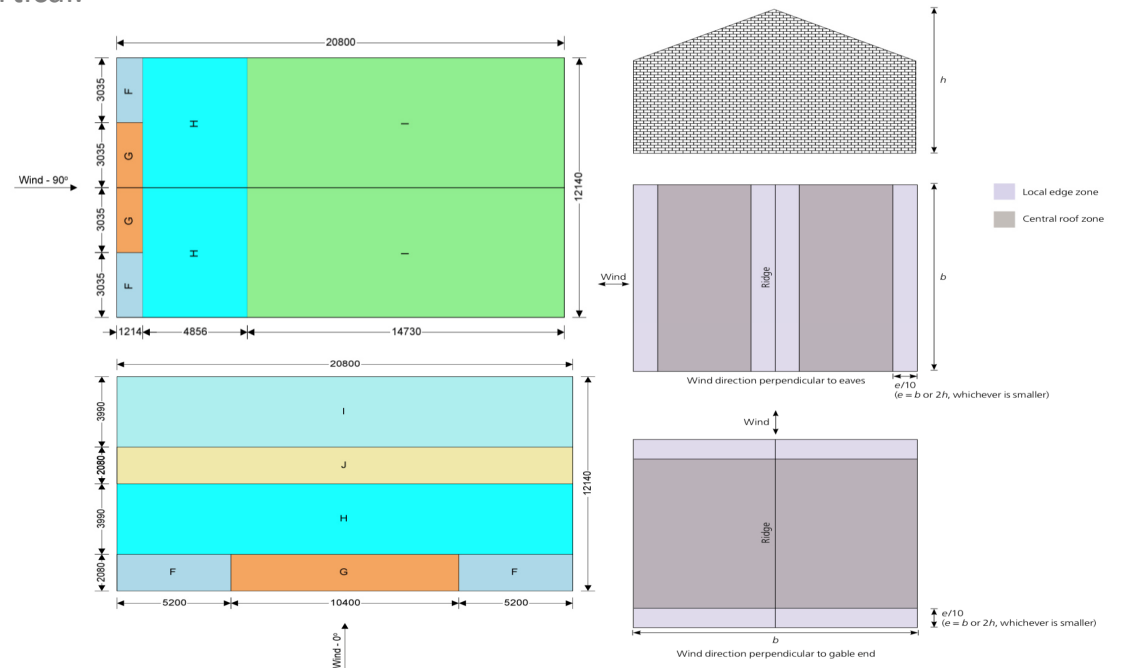 20800
3035
F
H
I
3035
G
Wind - 90º
12140
3035
G
H
I
3035
F
1214
4856
14730
20800
3990
I
2080
J
12140
3990
H
2080
F
G
F
5200
10400
5200
Wind - 0º
h
Local edge zone
Central roof zone
Wind
Ridge
b
Wind direction perpendicular to eaves
e/10
(e = b or 2h, whichever is smaller)
Wind
Ridge
e/10
(e = b or 2h, whichever is smaller)
b
Wind direction perpendicular to gable end